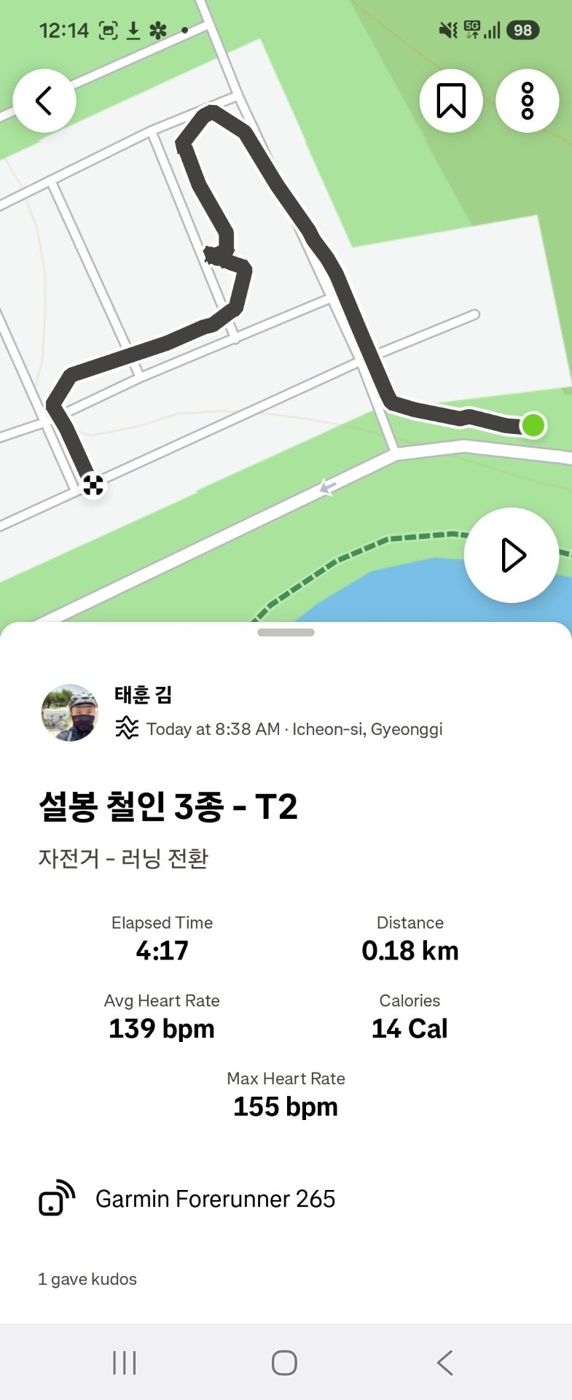 12:14
5G
98
태훈 김
Today at 8:38 AM · Icheon-si, Gyeonggi
설봉 철인 3종 - T2
자전거 - 러닝 전환
Elapsed Time
Distance
4:17
0.18 km
Avg Heart Rate
Calories
139 bpm
14 Cal
Max Heart Rate
155 bpm
Garmin Forerunner 265
1 gave kudos